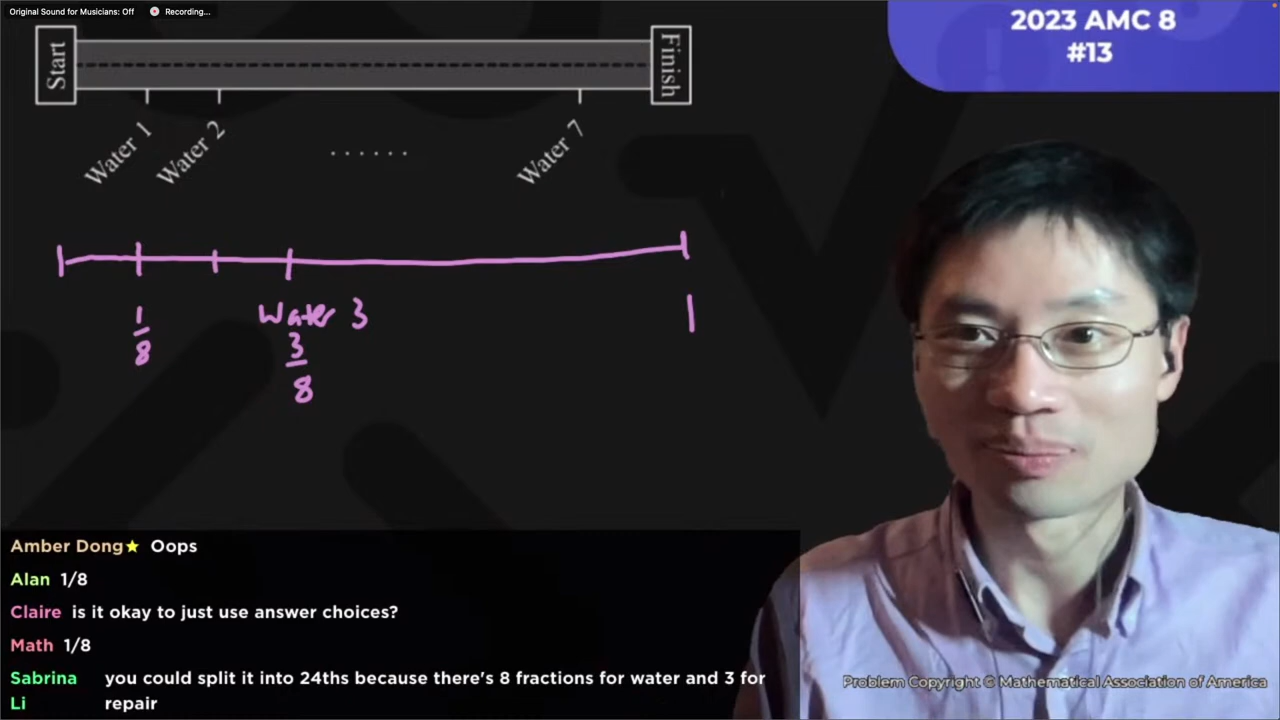 Original Sound for Musicians: Off
Recording...
2023 AMC 8
#13
Start
Finish
Water 1
Water 2
......
Water 7
1/8
Water 3
3/8
1
Amber Dong★ Oops
Alan 1/8
Claire is it okay to just use answer choices?
Math 1/8
Sabrina Li you could split it into 24ths because there's 8 fractions for water and 3 for
repair
Problem Copyright © Mathematical Association of America